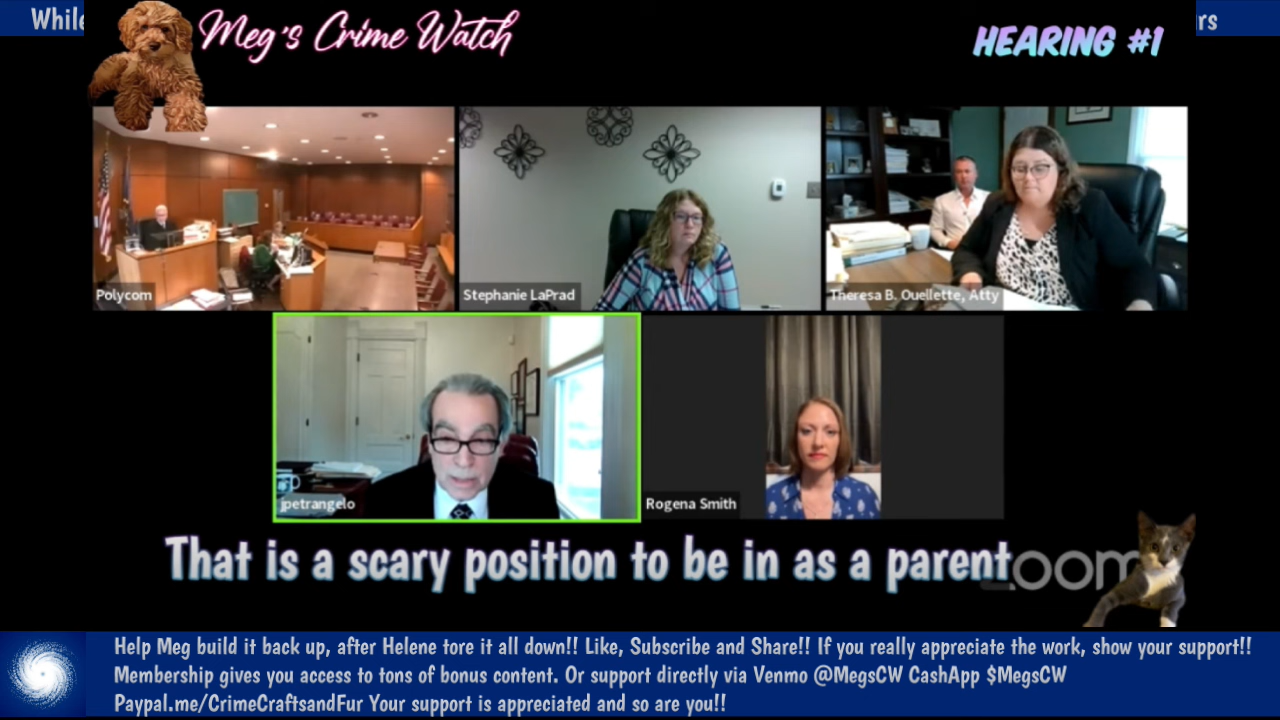 While
rs
Meg's Crime Watch
HEARING #1
Polycom
Stephanie LaPrad
Theresa B. Ouellette, Atty
jpetrangelo
Rogena Smith
That is a scary position to be in as a parent
oom
Help Meg build it back up, after Helene tore it all down!! Like, Subscribe and Share!! If you really appreciate the work, show your support!!
Membership gives you access to tons of bonus content. Or support directly via Venmo @MegsCW CashApp $MegsCW
Paypal.me/CrimeCraftsandFur Your support is appreciated and so are you!!